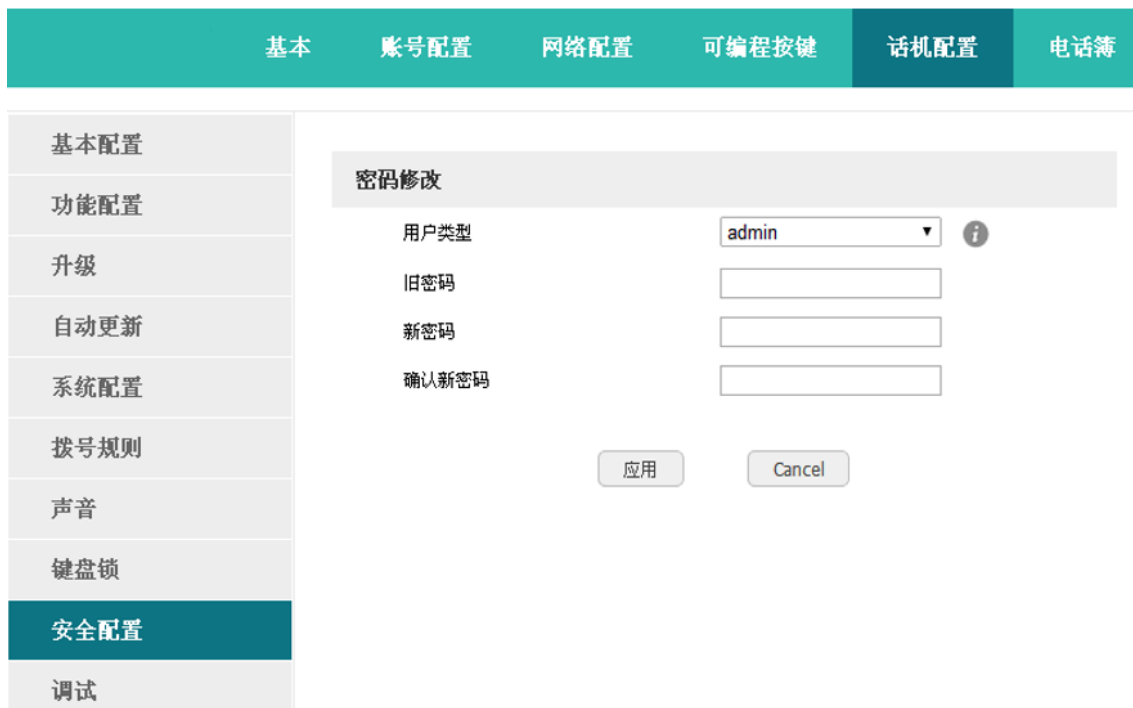 基本 账号配置 网络配置 可编程按键 话机配置 电话簿
基本配置
功能配置
升级
自动更新
系统配置
拨号规则
声音
键盘锁
安全配置
调试
密码修改
用户类型 admin
旧密码
新密码
确认新密码
应用 Cancel